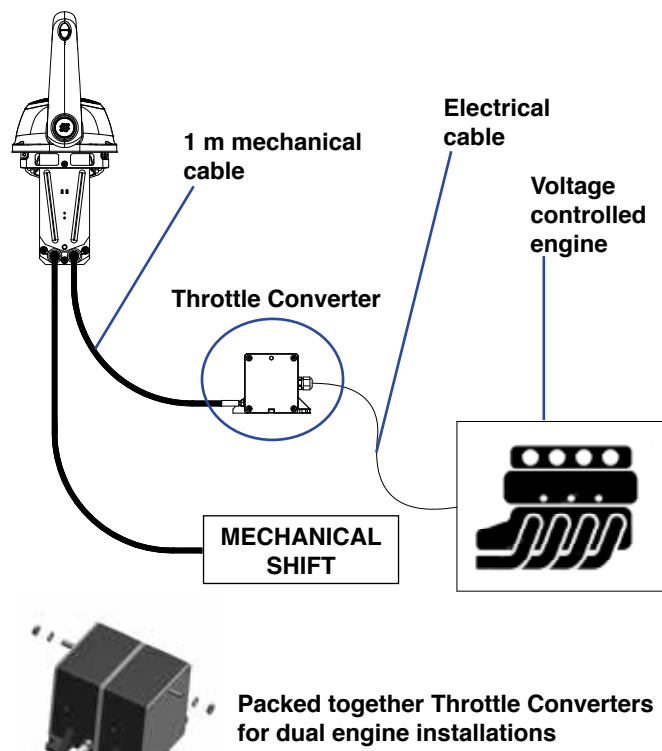 Electrical
cable
1 m mechanical
cable
Voltage
controlled
engine
Throttle Converter
MECHANICAL
SHIFT
Packed together Throttle Converters
for dual engine installations